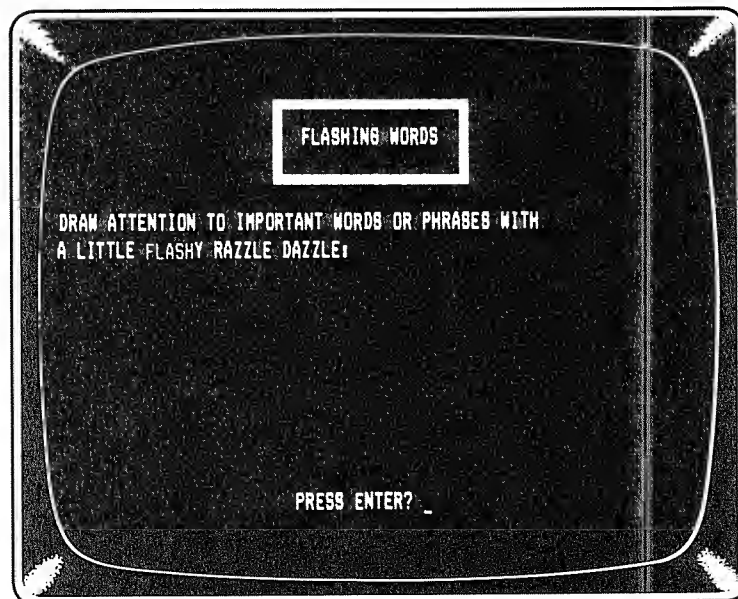 FLASHING WORDS
DRAW ATTENTION TO IMPORTANT WORDS OR PHRASES WITH
A LITTLE FLASHY RAZZLE DAZZLE:
PRESS ENTER? _